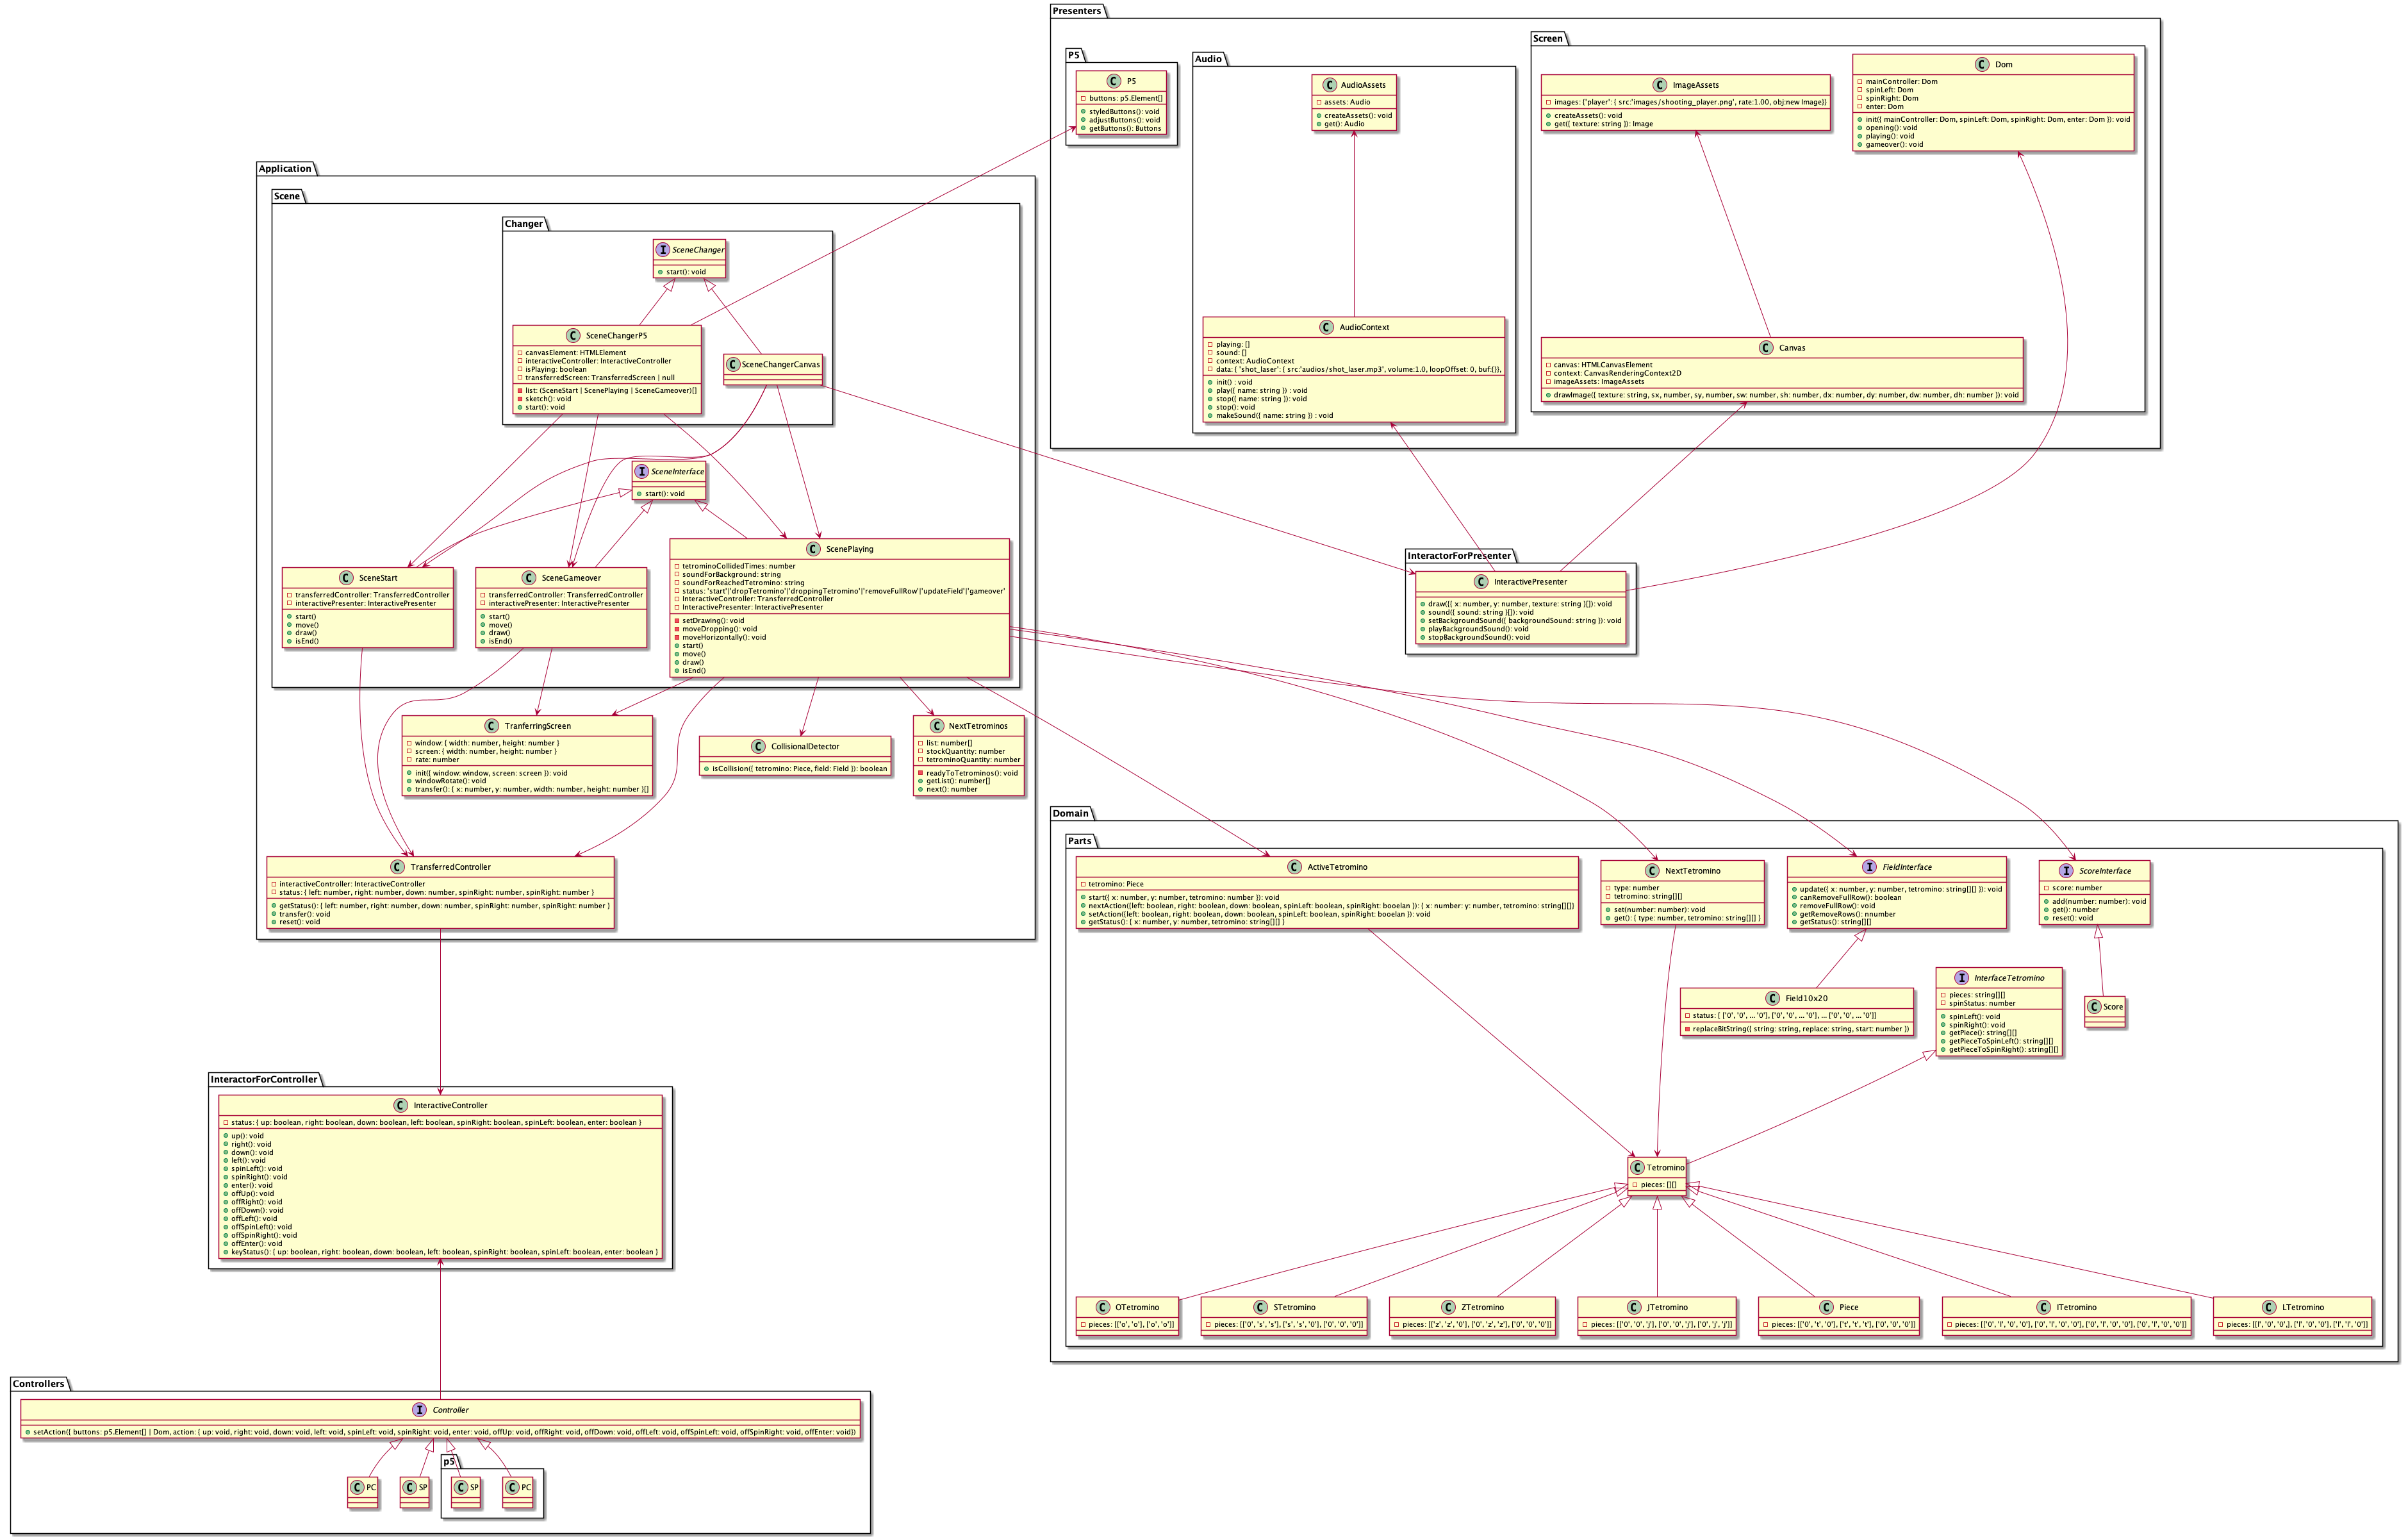 Presenters
P5
C P5
buttons: p5.Element[]
styledButtons(): void
adjustButtons(): void
getButtons(): Buttons
Audio
C AudioAssets
assets: Audio
createAssets(): void
get(): Audio
C AudioContext
playing: []
sound: []
context: AudioContext
data: { 'shot_laser': { src:'audios/shot_laser.mp3', volume:1.0, loopOffset: 0, buf:{}},
init() : void
play({ name: string }) : void
stop({ name: string }): void
stop(): void
makeSound({ name: string }) : void
Screen
C ImageAssets
images: {'player': { src:'images/shooting_player.png', rate:1.00, obj:new Image}}
createAssets(): void
get({ texture: string }): Image
C Dom
mainController: Dom
spinLeft: Dom
spinRight: Dom
enter: Dom
init({ mainController: Dom, spinLeft: Dom, spinRight: Dom, enter: Dom }): void
opening(): void
playing(): void
gameover(): void
C Canvas
canvas: HTMLCanvasElement
context: CanvasRenderingContext2D
imageAssets: ImageAssets
drawImage({ texture: string, sx, number, sy, number, sw: number, sh: number, dx: number, dy: number, dw: number, dh: number }): void
Application
Scene
Changer
I SceneChanger
start(): void
C SceneChangerP5
canvasElement: HTMLElement
interactiveController: InteractiveController
isPlaying: boolean
transferredScreen: TransferredScreen | null
list: (SceneStart | ScenePlaying | SceneGameover)[]
sketch(): void
start(): void
C SceneChangerCanvas
I SceneInterface
start(): void
C SceneStart
transferredController: TransferredController
interactivePresenter: InteractivePresenter
start()
move()
draw()
isEnd()
C SceneGameover
transferredController: TransferredController
interactivePresenter: InteractivePresenter
start()
move()
draw()
isEnd()
C ScenePlaying
tetrominoCollidedTimes: number
soundForBackground: string
soundForReachedTetromino: string
status: 'start'|'dropTetromino'|'droppingTetromino'|'removeFullRow'|'updateField'|'gameover'
InteractiveController: TransferredController
InteractivePresenter: InteractivePresenter
setDrawing(): void
moveDropping(): void
moveHorizontally(): void
start()
move()
draw()
isEnd()
InteractorForPresenter
C InteractivePresenter
draw([{ x: number, y: number, texture: string }[]): void
sound({ sound: string }[]): void
setBackgroundSound({ backgroundSound: string }): void
playBackgroundSound(): void
stopBackgroundSound(): void
C TranferringScreen
window: { width: number, height: number }
screen: { width: number, height: number }
rate: number
init({ window: window, screen: screen }): void
windowRotate(): void
transfer(): { x: number, y: number, width: number, height: number }[]
C CollisionalDetector
isCollision({ tetromino: Piece, field: Field }): boolean
C NextTetrominos
list: number[]
stockQuantity: number
tetrominoQuantity: number
readyToTetrominos(): void
getList(): number[]
next(): number
C TransferredController
interactiveController: InteractiveController
status: { left: number, right: number, down: number, spinRight: number, spinRight: number }
getStatus(): { left: number, right: number, down: number, spinRight: number, spinRight: number }
transfer(): void
reset(): void
Domain
Parts
C ActiveTetromino
tetromino: Piece
start({ x: number, y: number, tetromino: number }): void
nextAction({left: boolean, right: boolean, down: boolean, spinLeft: boolean, spinRight: booelan }): { x: number: y: number, tetromino: string[][]}
setAction({left: boolean, right: boolean, down: boolean, spinLeft: boolean, spinRight: booelan }): void
getStatus(): { x: number, y: number, tetromino: string[][] }
C NextTetromino
type: number
tetromino: string[][]
set(number: number): void
get(): { type: number, tetromino: string[][] }
I FieldInterface
update({ x: number, y: number, tetromino: string[][] }): void
canRemoveFullRow(): boolean
removeFullRow(): void
getRemoveRows(): nnumber
getStatus(): string[][]
I ScoreInterface
score: number
add(number: number): void
get(): number
reset(): void
C Field10x20
status: [ ['0', '0', ... '0'], ['0', '0', ... '0'], ... ['0', '0', ... '0']]
replaceBitString({ string: string, replace: string, start: number })
I InterfaceTetromino
pieces: string[][]
spinStatus: number
spinLeft(): void
spinRight(): void
getPiece(): string[][]
getPieceToSpinLeft(): string[][]
getPieceToSpinRight(): string[][]
C Score
C Tetromino
pieces: [][]
C OTetromino
pieces: [['o', 'o'], ['o', 'o']]
C STetromino
pieces: [['0', 's', 's'], ['s', 's', '0'], ['0', '0', '0']]
C ZTetromino
pieces: [['z', 'z', '0'], ['0', 'z', 'z'], ['0', '0', '0']]
C JTetromino
pieces: [['0', '0', 'j'], ['0', '0', 'j'], ['0', 'j', 'j']]
C Piece
pieces: [['0', 't', '0'], ['t', 't', 't'], ['0', '0', '0']]
C ITetromino
pieces: [['0', 'I', '0', '0'], ['0', 'I', '0', '0'], ['0', 'I', '0', '0'], ['0', 'I', '0', '0']]
C LTetromino
pieces: [[l', '0', '0',], ['l', '0', '0'], ['l', 'l', '0']]
InteractorForController
C InteractiveController
status: { up: boolean, right: boolean, down: boolean, left: boolean, spinRight: boolean, spinLeft: boolean, enter: boolean }
up(): void
right(): void
down(): void
left(): void
spinLeft(): void
spinRight(): void
enter(): void
offUp(): void
offRight(): void
offDown(): void
offLeft(): void
offSpinLeft(): void
offSpinRight(): void
offEnter(): void
keyStatus(): { up: boolean, right: boolean, down: boolean, left: boolean, spinRight: boolean, spinLeft: boolean, enter: boolean }
Controllers
I Controller
setAction({ buttons: p5.Element[] | Dom, action: { up: void, right: void, down: void, left: void, spinLeft: void, spinRight: void, enter: void, offUp: void, offRight: void, offDown: void, offLeft: void, offSpinLeft: void, offSpinRight: void, offEnter: void})
p5
C PC
C SP
C SP
C PC